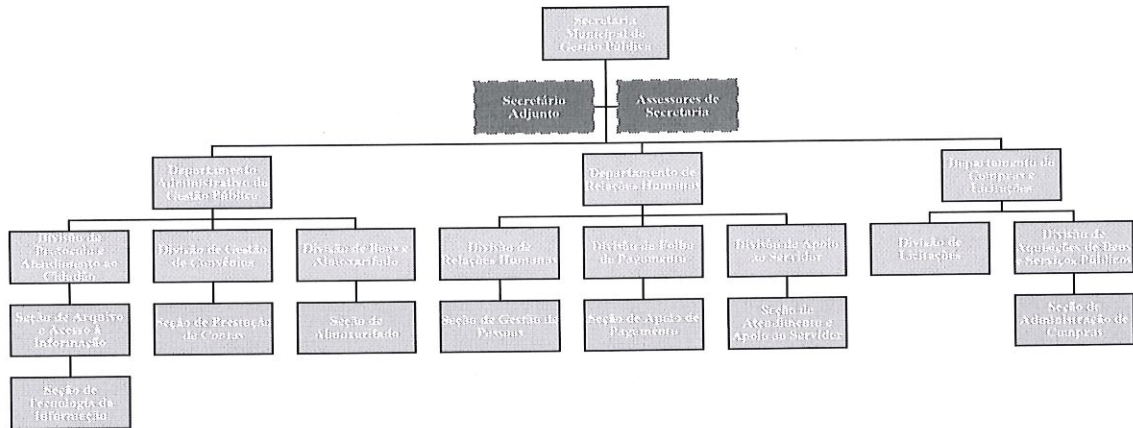 Secretaria
Municipal de
Gestão Pública
Secretário
Adjunto
Assessores de
Secretaria
Departamento
Administrativo de
Gestão Público
Departamento de
Relações Humanas
Departamento de
Compras e
Licitações
Divisão de
Protocolo e
Atendimento ao
Cidadão
Divisão de Gestão
de Convênios
Divisão de Bens e
Almoxarifado
Divisão de
Relações Humanas
Divisão de Folha
de Pagamento
Divisão de Apoio
ao Servidor
Divisão de
Licitações
Divisão de
Aquisições de Bens
e Serviços Públicos
Seção de Arquivo
e Acesso à
Informação
Seção de Prestação
de Contas
Seção de
Almoxarifado
Seção de Gestão de
Pessoas
Seção de Apoio de
Pagamento
Seção de
Atendimento e
Apoio ao Servidor
Seção de
Administração de
Compras
Seção de
Tecnologia da
Informação